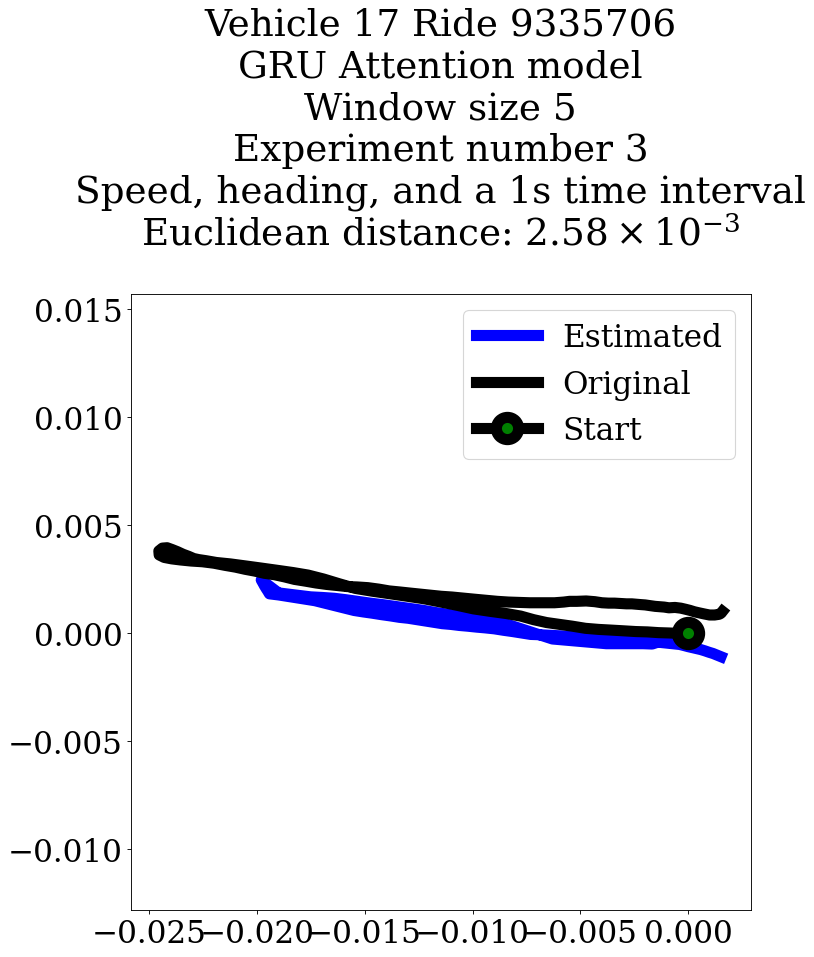 Vehicle 17 Ride 9335706
GRU Attention model
Window size 5
Experiment number 3
Speed, heading, and a 1s time interval
Euclidean distance: 2.58 × 10⁻³
Estimated
Original
Start
0.015
0.010
0.005
0.000
−0.005
−0.010
−0.025 −0.020 −0.015 −0.010 −0.005 0.000